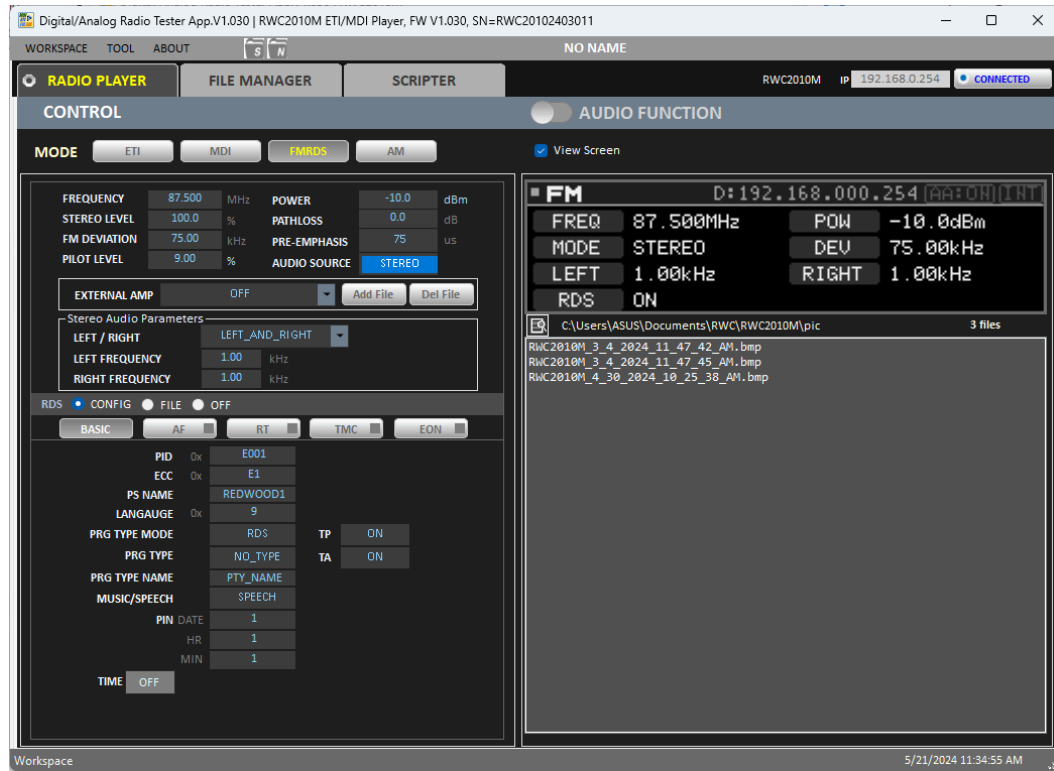 Digital/Analog Radio Tester App.V1.030 | RWC2010M ETI/MDI Player, FW V1.030, SN=RWC20102403011
WORKSPACE TOOL ABOUT S N NO NAME
RADIO PLAYER FILE MANAGER SCRIPTER RWC2010M IP 192.168.0.254 CONNECTED
CONTROL AUDIO FUNCTION
MODE ETI MDI FMRDS AM View Screen
FREQUENCY 87.500 MHz POWER -10.0 dBm
STEREO LEVEL 100.0 % PATHLOSS 0.0 dB
FM DEVIATION 75.00 kHz PRE-EMPHASIS 75 us
PILOT LEVEL 9.00 % AUDIO SOURCE STEREO
EXTERNAL AMP OFF Add File Del File
Stereo Audio Parameters
LEFT / RIGHT LEFT_AND_RIGHT
LEFT FREQUENCY 1.00 kHz
RIGHT FREQUENCY 1.00 kHz
RDS CONFIG FILE OFF
BASIC AF RT TMC EON
PID 0x E001
ECC 0x E1
PS NAME REDWOOD1
LANGAUGE 0x 9
PRG TYPE MODE RDS TP ON
PRG TYPE NO_TYPE TA ON
PRG TYPE NAME PTY_NAME
MUSIC/SPEECH SPEECH
PIN DATE 1
HR 1
MIN 1
TIME OFF
FM D:192.168.000.254 [AA:ON][INT]
FREQ 87.500MHz POW -10.0dBm
MODE STEREO DEV 75.00kHz
LEFT 1.00kHz RIGHT 1.00kHz
RDS ON
C:\Users\ASUS\Documents\RWC\RWC2010M\pic 3 files
RWC2010M_3_4_2024_11_47_42_AM.bmp
RWC2010M_3_4_2024_11_47_45_AM.bmp
RWC2010M_4_30_2024_10_25_38_AM.bmp
Workspace 5/21/2024 11:34:55 AM